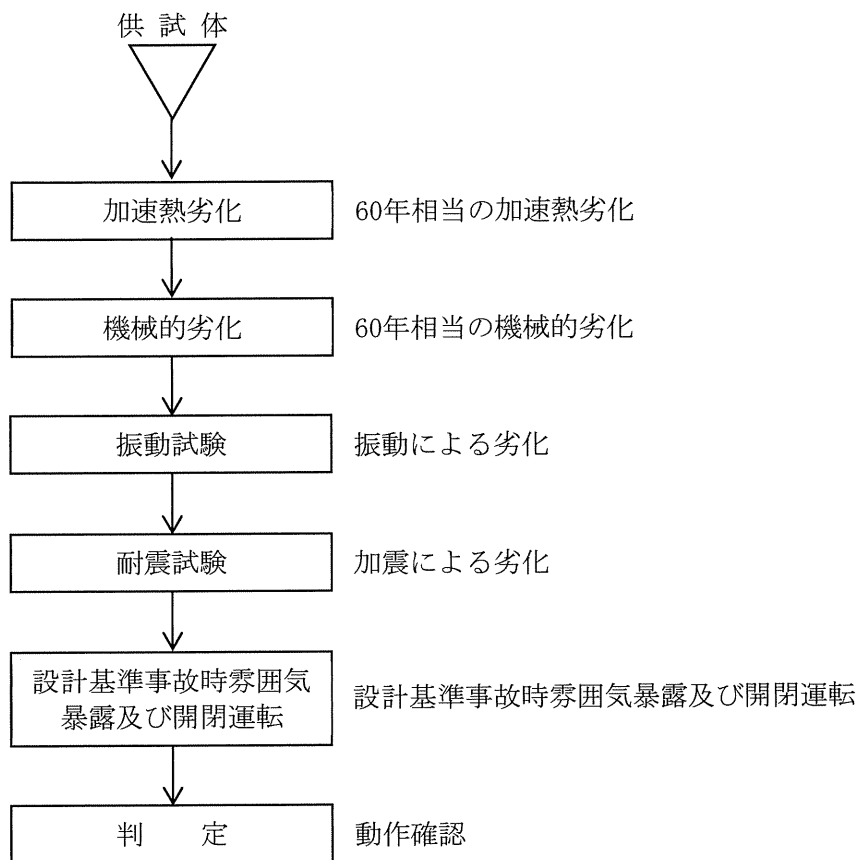 供 試 体
加速熱劣化 60年相当の加速熱劣化
機械的劣化 60年相当の機械的劣化
振動試験 振動による劣化
耐震試験 加震による劣化
設計基準事故時雰囲気
暴露及び開閉運転
設計基準事故時雰囲気暴露及び開閉運転
判 定 動作確認